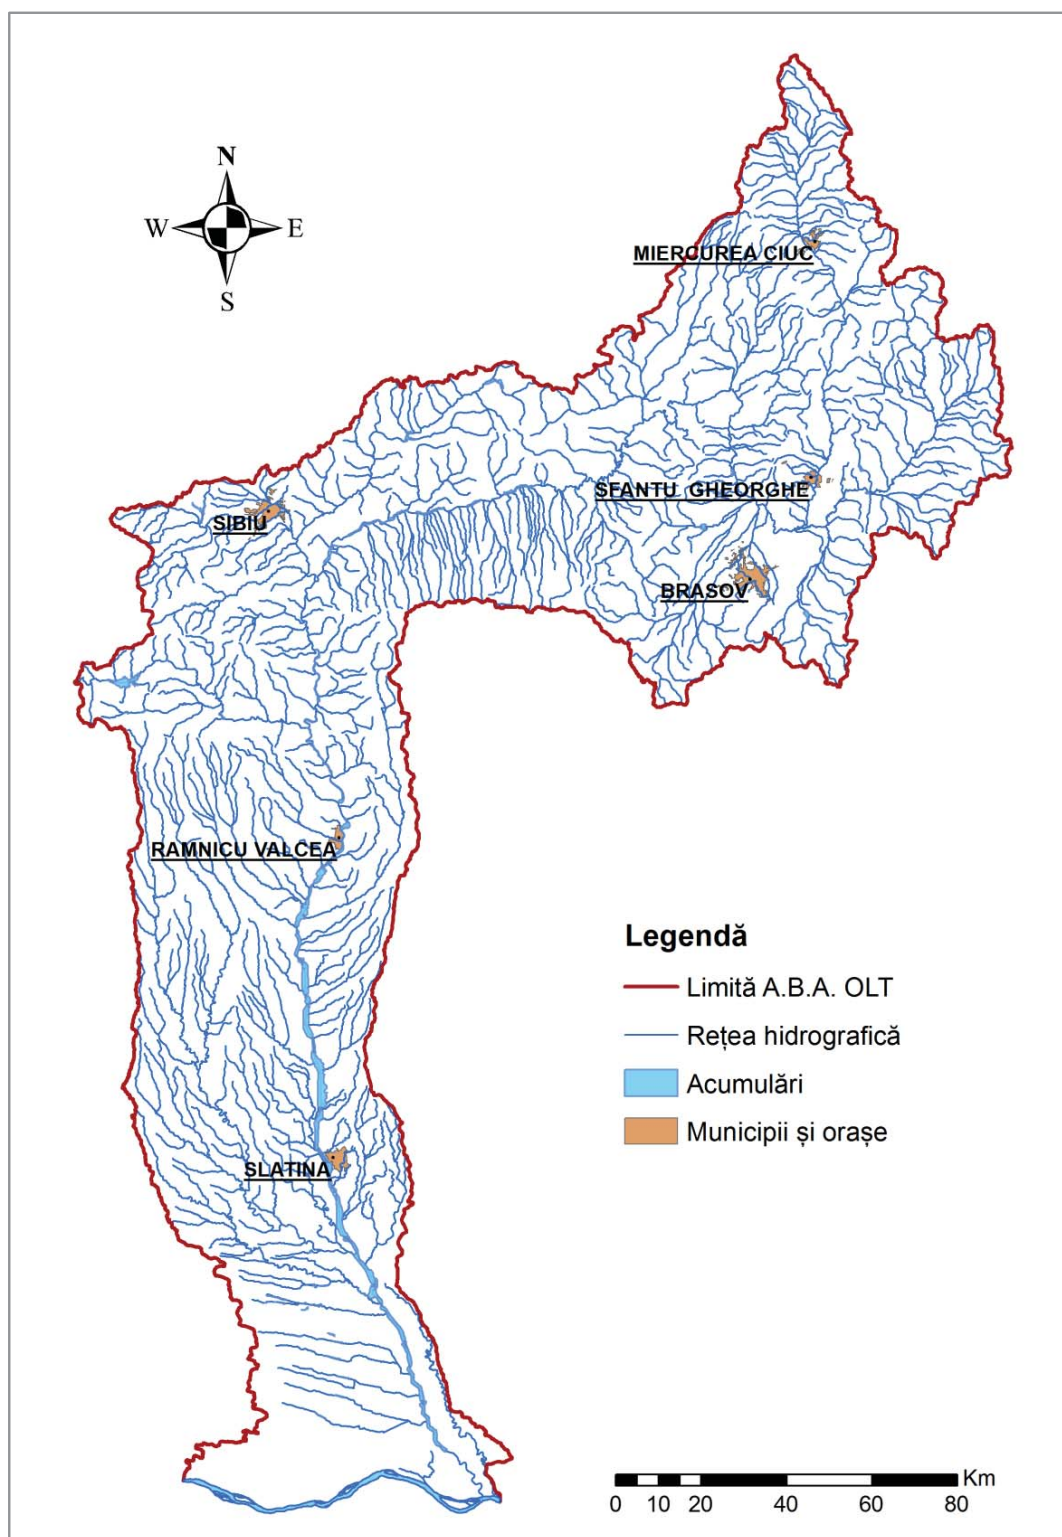 N
W E
S
MIERCUREA CIUC
SFANTU GHEORGHE
SIBIU
BRASOV
RAMNICU VALCEA
SLATINA
Legendă
Limită A.B.A. OLT
Rețea hidrografică
Acumulări
Municipii și orașe
Km
0 10 20 40 60 80